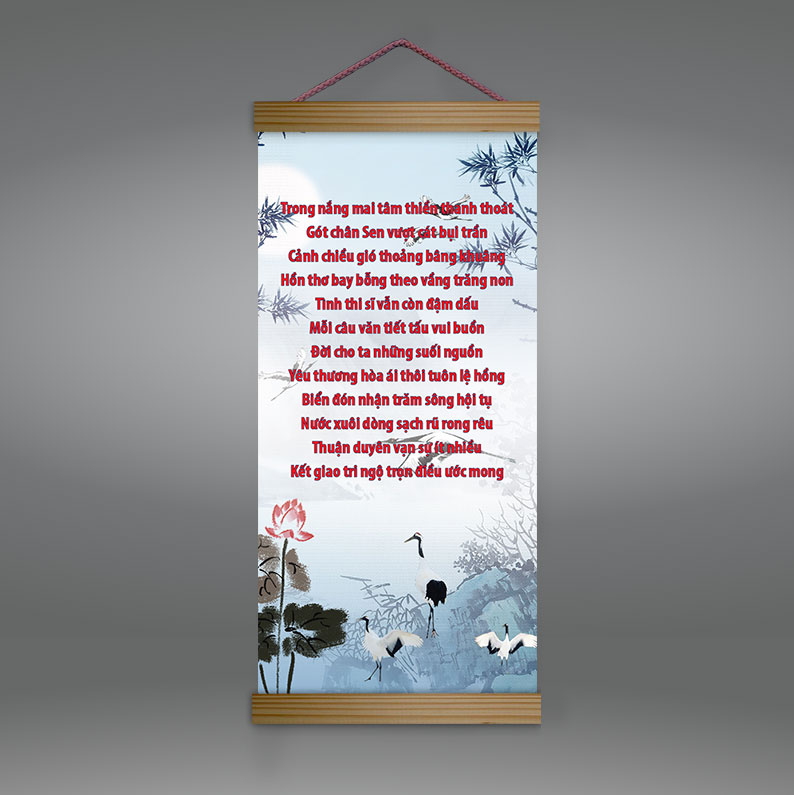 Trong nắng mai tâm thiền thanh thoát
Gót chân Sen vượt cát bụi trần
Cảnh chiều gió thoảng bâng khuâng
Hồn thơ bay bỗng theo vầng trăng non
Tình thi sĩ vẫn còn đậm dấu
Mỗi câu văn tiết tấu vui buồn
Đời cho ta những suối nguồn
Yêu thương hòa ái thôi tuôn lệ hồng
Biển đón nhận trăm sông hội tụ
Nước xuôi dòng sạch rũ rong rêu
Thuận duyên vạn sự ít nhiều
Kết giao tri ngộ trọn điều ước mong